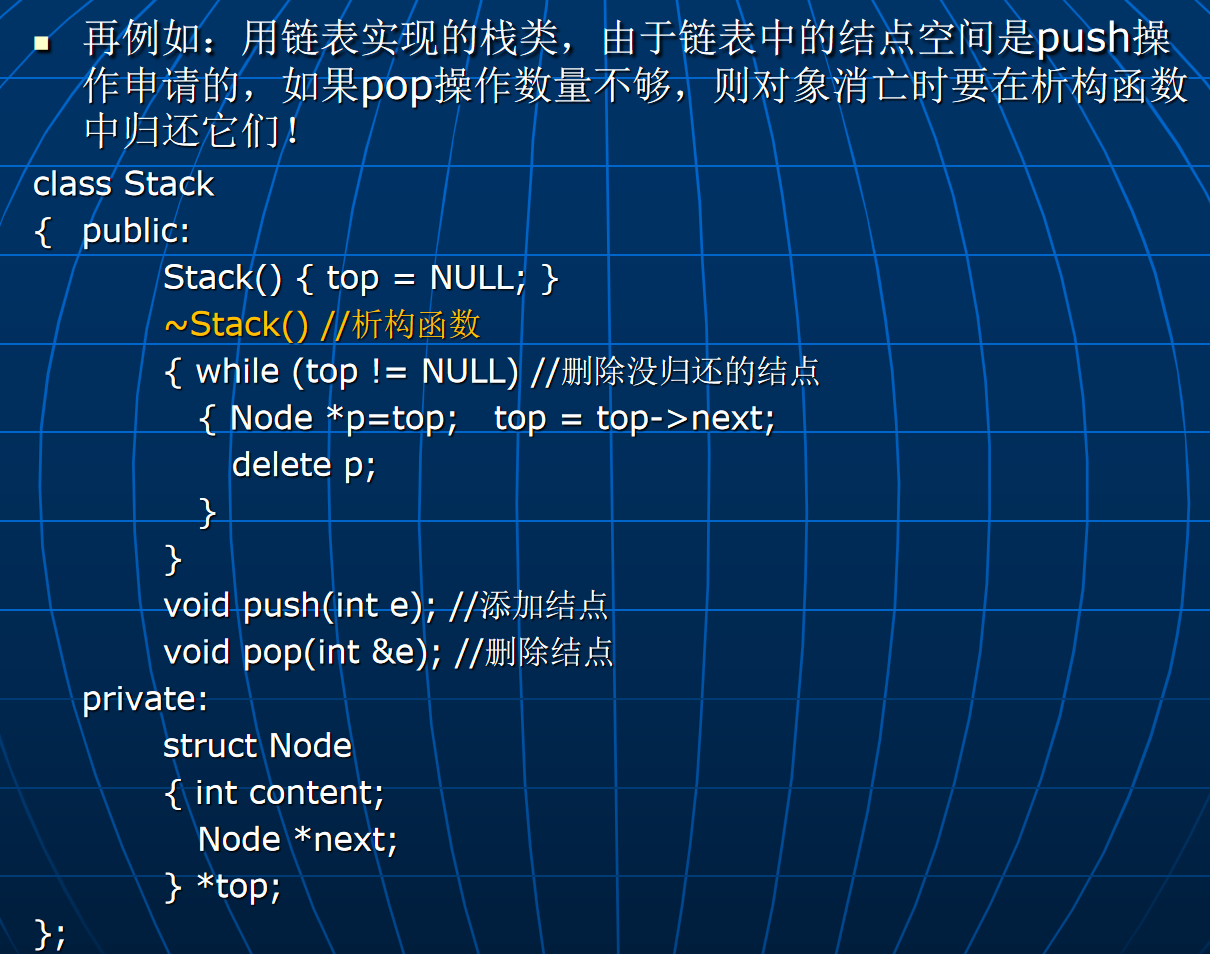 再例如：用链表实现的栈类，由于链表中的结点空间是push操
作申请的，如果pop操作数量不够，则对象消亡时要在析构函数
中归还它们！
class Stack
{ public:
Stack() { top = NULL; }
~Stack() //析构函数
{ while (top != NULL) //删除没归还的结点
{ Node *p=top; top = top->next;
delete p;
}
}
void push(int e); //添加结点
void pop(int &e); //删除结点
private:
struct Node
{ int content;
Node *next;
} *top;
};